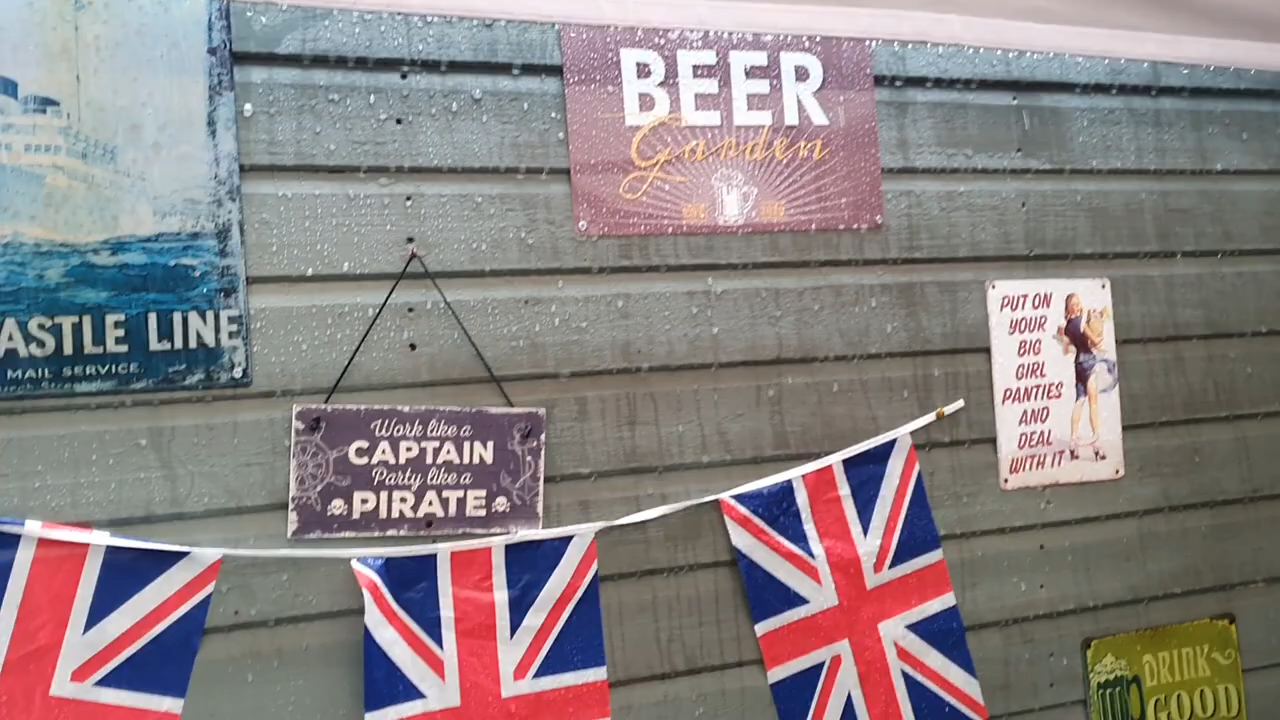 BEER
Garden
ASTLE LINE
MAIL SERVICE.
Work like a
CAPTAIN
Party like a
PIRATE
PUT ON
YOUR
BIG
GIRL
PANTIES
AND
DEAL
WITH IT
DRINK
GOOD